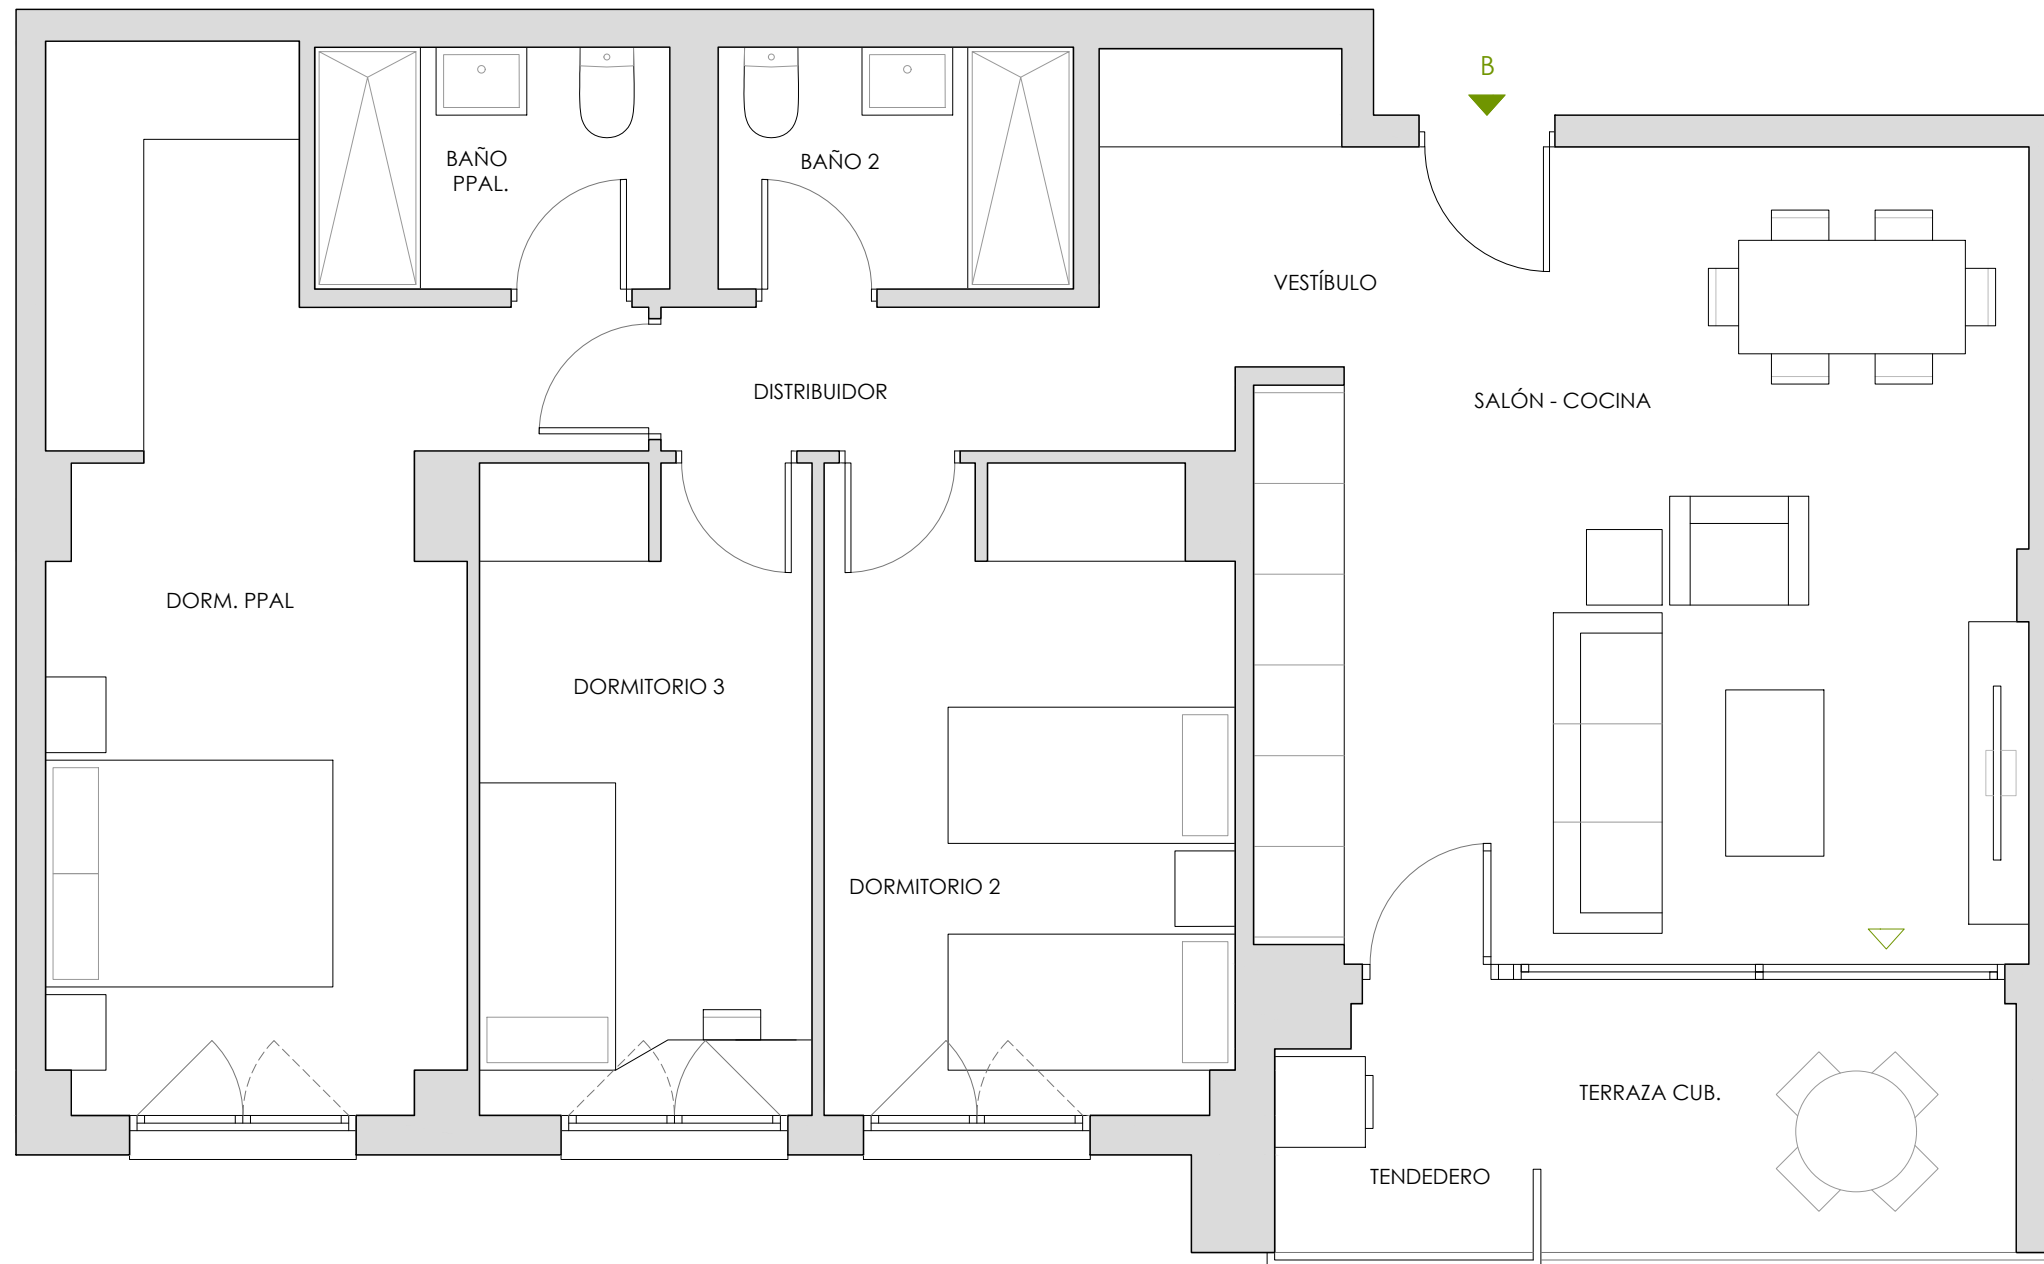 B
BAÑO
PPAL.
BAÑO 2
VESTÍBULO
DISTRIBUIDOR
SALÓN - COCINA
DORM. PPAL
DORMITORIO 3
DORMITORIO 2
TERRAZA CUB.
TENDEDERO